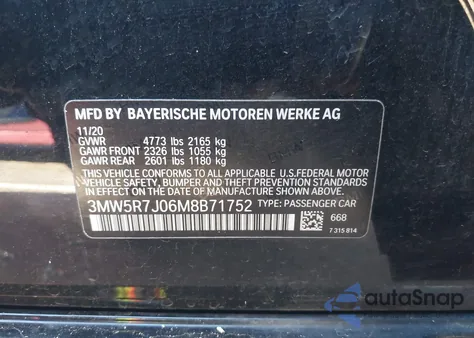 MFD BY BAYERISCHE MOTOREN WERKE AG
11/20
GVWR 4773 lbs 2165 kg
GAWR FRONT 2326 lbs 1055 kg
GAWR REAR 2601 lbs 1180 kg
THIS VEHICLE CONFORMS TO ALL APPLICABLE
U.S.FEDERAL MOTOR VEHICLE SAFETY, BUMPER, AND
THEFT PREVENTION STANDARDS IN EFFECT
ON THE DATE OF MANUFACTURE SHOWN ABOVE.
3MW5R7J06M8B71752 TYPE: PASSENGER CAR
668
7 315 814
autoSnap